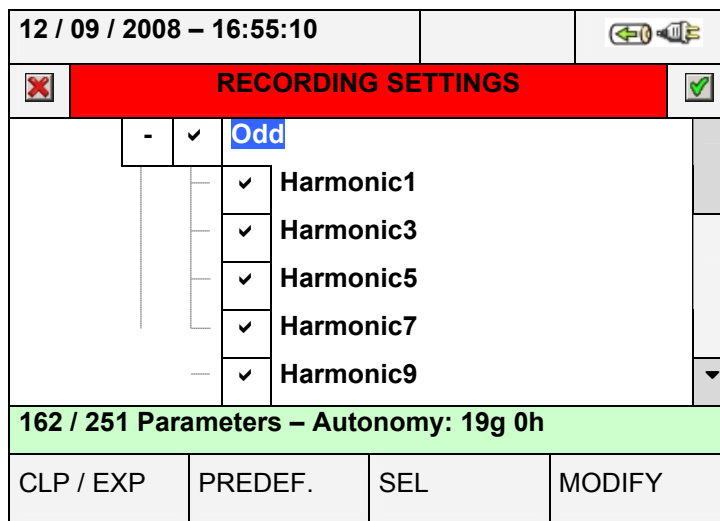 12 / 09 / 2008 – 16:55:10
RECORDING SETTINGS
- Odd
Harmonic1
Harmonic3
Harmonic5
Harmonic7
Harmonic9
162 / 251 Parameters – Autonomy: 19g 0h
CLP / EXP PREDEF. SEL MODIFY